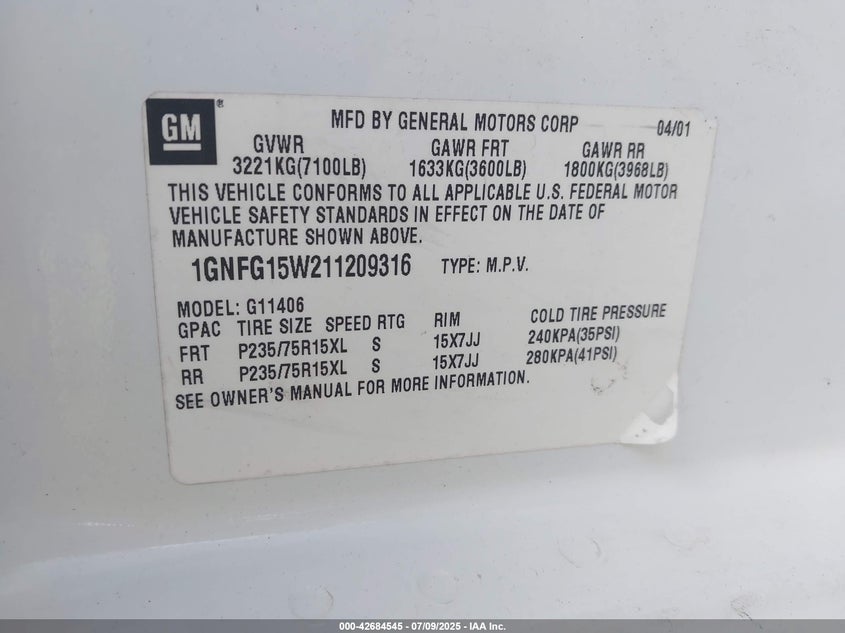 GM ®
MFD BY GENERAL MOTORS CORP 04/01
GVWR GAWR FRT GAWR RR
3221KG(7100LB) 1633KG(3600LB) 1800KG(3968LB)
THIS VEHICLE CONFORMS TO ALL APPLICABLE U.S. FEDERAL MOTOR
VEHICLE SAFETY STANDARDS IN EFFECT ON THE DATE OF
MANUFACTURE SHOWN ABOVE.
1GNFG15W211209316 TYPE: M.P.V.
MODEL: G11406
GPAC TIRE SIZE SPEED RTG RIM COLD TIRE PRESSURE
FRT P235/75R15XL S 15X7JJ 240KPA(35PSI)
RR P235/75R15XL S 15X7JJ 280KPA(41PSI)
SEE OWNER'S MANUAL FOR MORE INFORMATION.
000-42684545 - 07/09/2025 - IAA Inc.